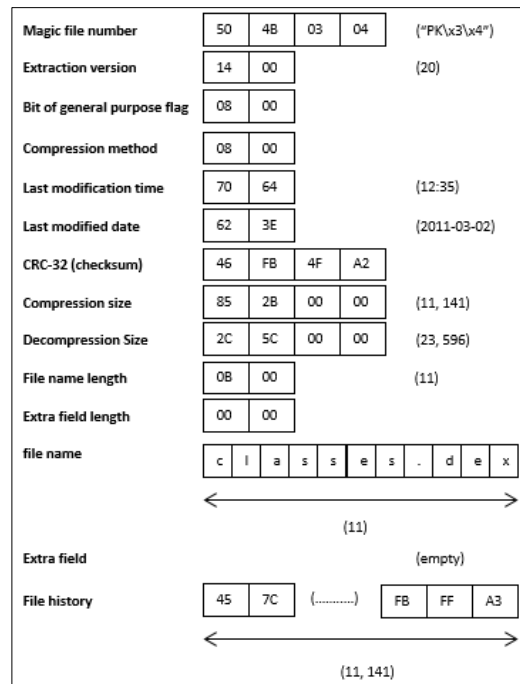 Magic file number 50 4B 03 04 ("PK\x3\x4")
Extraction version 14 00 (20)
Bit of general purpose flag 08 00
Compression method 08 00
Last modification time 70 64 (12:35)
Last modified date 62 3E (2011-03-02)
CRC-32 (checksum) 46 FB 4F A2
Compression size 85 2B 00 00 (11, 141)
Decompression Size 2C 5C 00 00 (23, 596)
File name length 0B 00 (11)
Extra field length 00 00
file name c l a s s e s . d e x
(11)
Extra field (empty)
File history 45 7C (...........) FB FF A3
(11, 141)